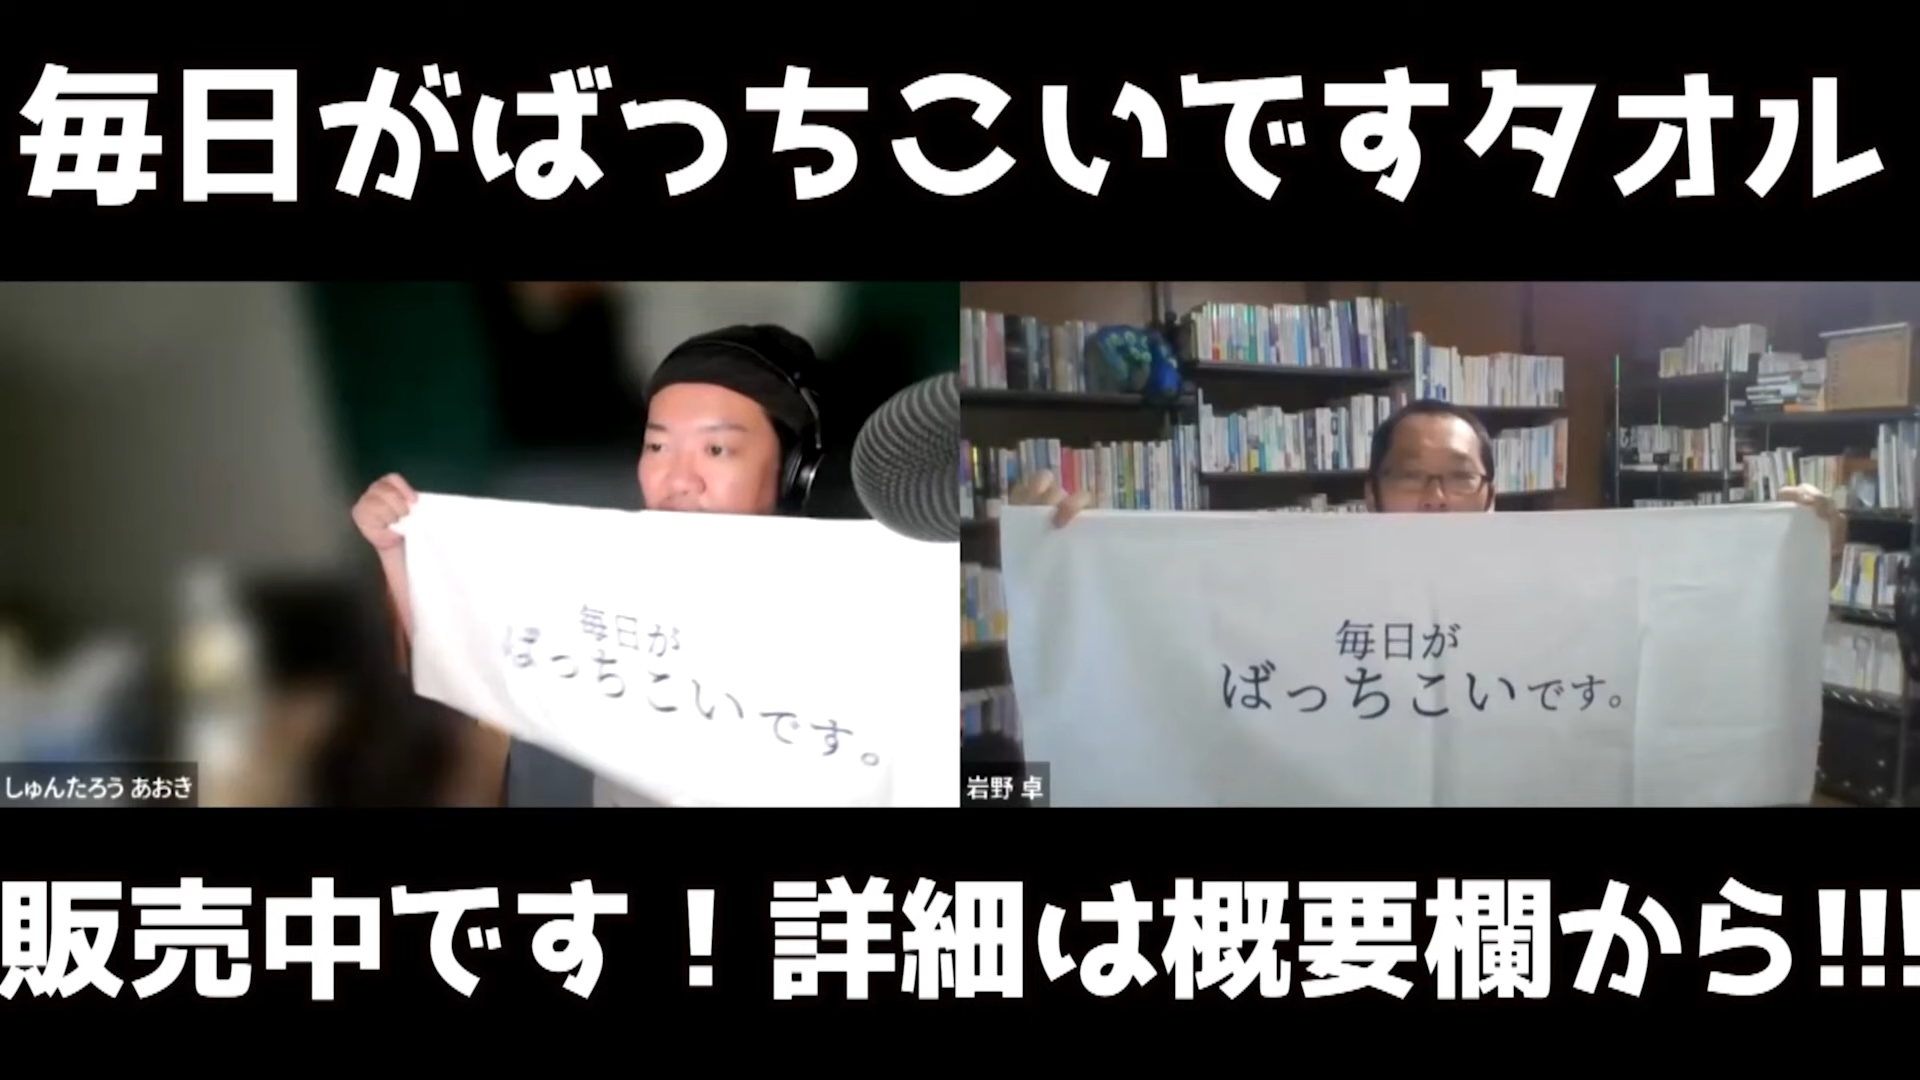 毎日がばっちこいですタオル
毎日が
ばっちこいです。
しゅんたろう あおき
毎日が
ばっちこいです。
岩野 卓
販売中です！詳細は概要欄から!!!